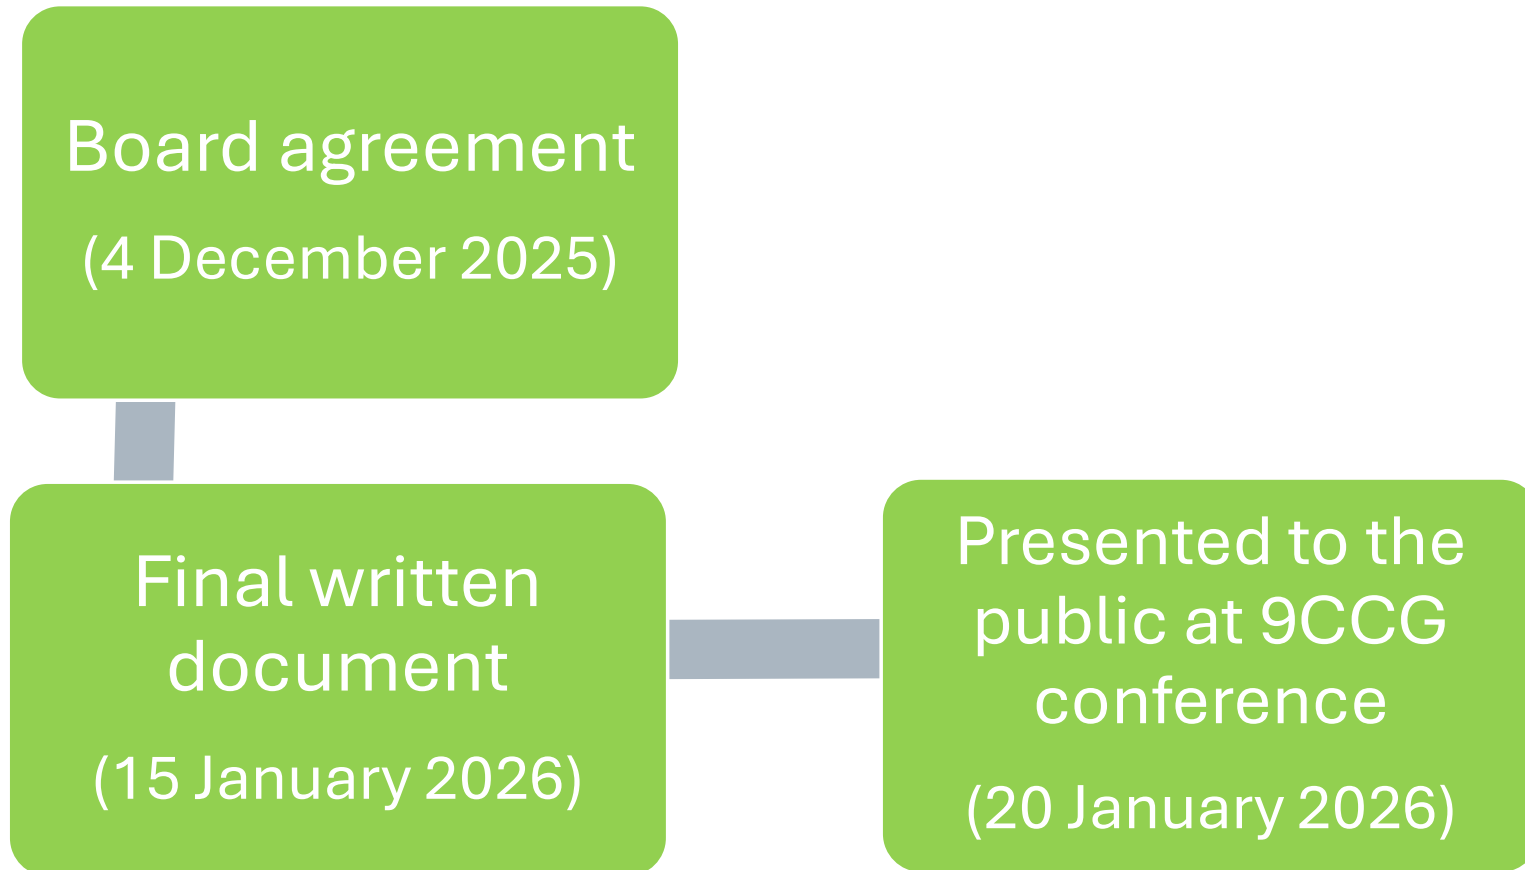 Board agreement
(4 December 2025)
Final written
document
(15 January 2026)
Presented to the
public at 9CCG
conference
(20 January 2026)